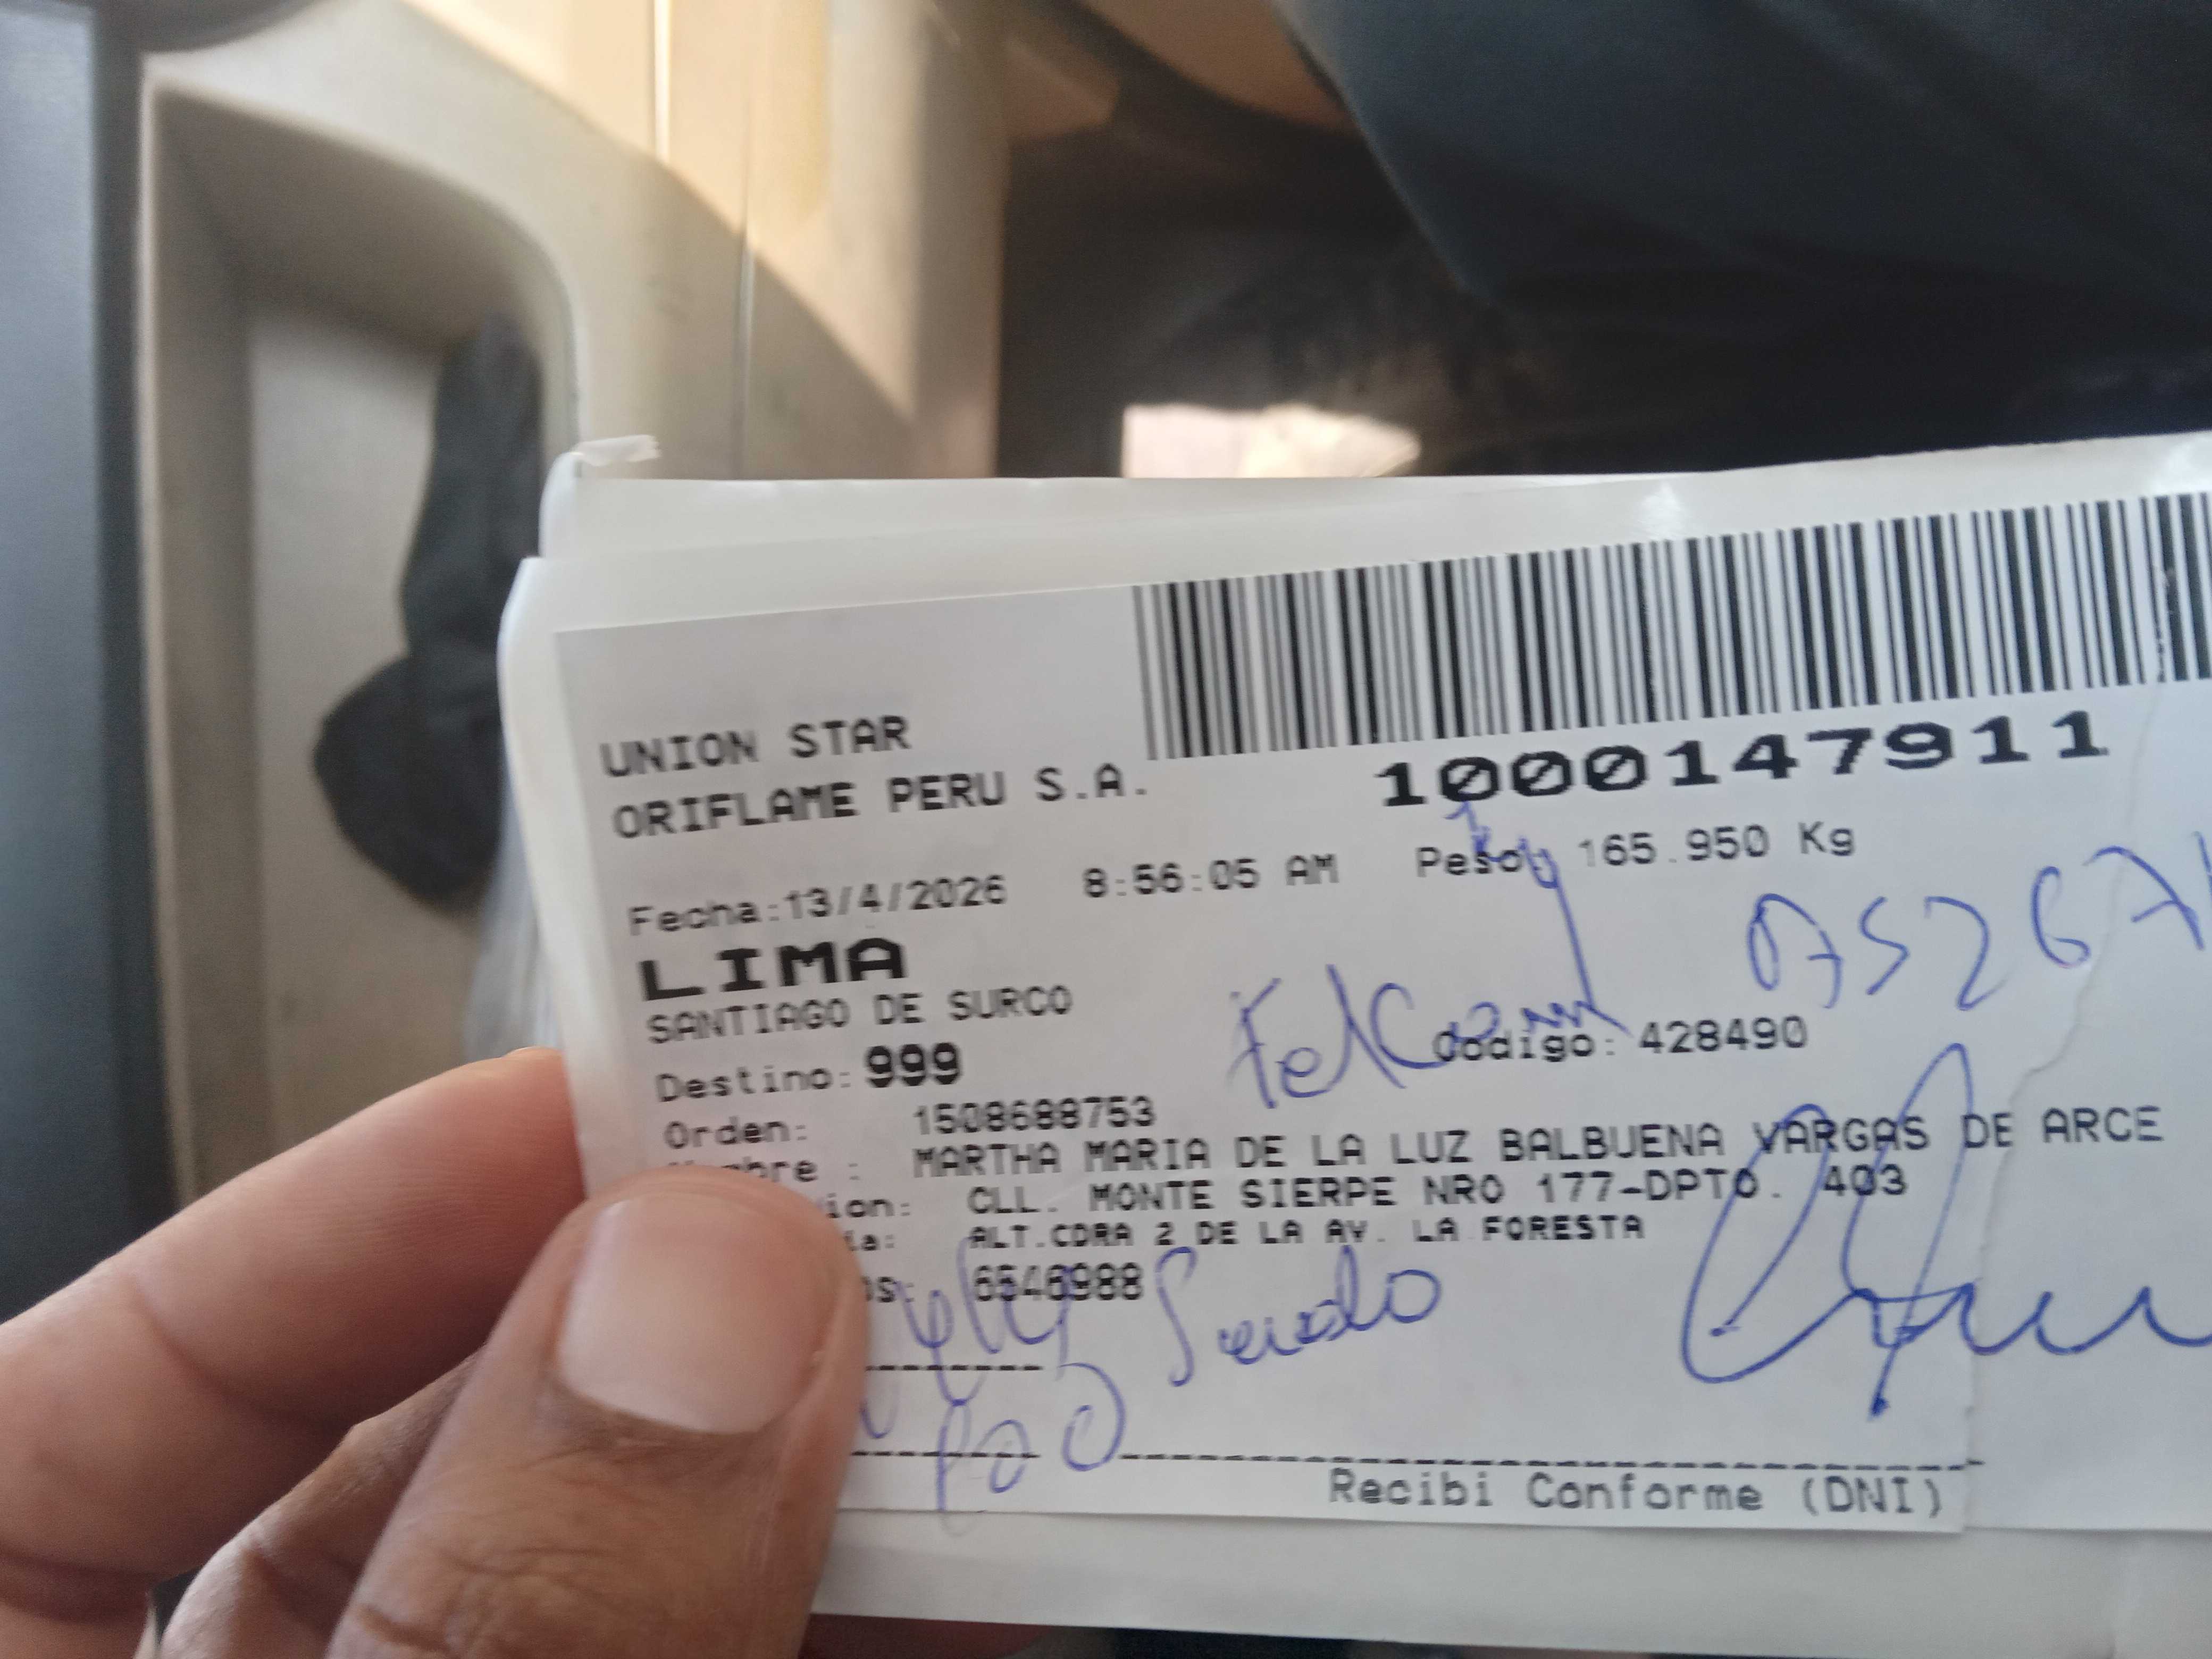 UNION STAR
ORIFLAME PERU S.A.
1000147911
Fecha:13/4/2026 8:56:05 AM Peso: 165.950 Kg
LIMA
SANTIAGO DE SURCO
Destino: 999 Codigo: 428490
Orden: 1508688753
MARTHA MARIA DE LA LUZ BALBUENA VARGAS DE ARCE
CLL. MONTE SIERPE NRO 177-DPTO. 403
ALT.CDRA 2 DE LA AV. LA FORESTA
6546988
Recibi Conforme (DNI)